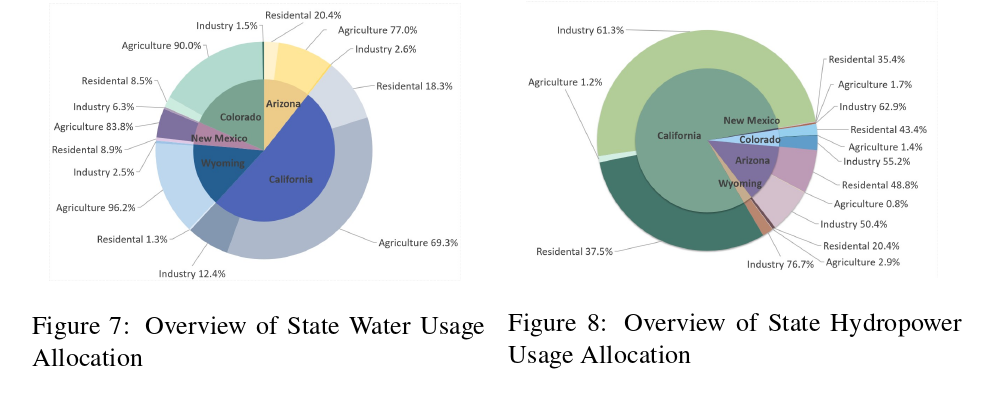 Residental 20.4%
Industry 1.5%
Agriculture 77.0%
Agriculture 90.0%
Industry 2.6%
Residental 8.5%
Residental 18.3%
Industry 6.3%
Arizona
Colorado
Agriculture 83.8%
New Mexico
Residental 8.9%
Wyoming
Industry 2.5%
California
Agriculture 96.2%
Residental 1.3%
Agriculture 69.3%
Industry 12.4%
Figure 7: Overview of State Water Usage
Allocation
Industry 61.3%
Residental 35.4%
Agriculture 1.2%
Agriculture 1.7%
Industry 62.9%
New Mexico
Residental 43.4%
California
Colorado
Agriculture 1.4%
Arizona
Industry 55.2%
Wyoming
Residental 48.8%
Agriculture 0.8%
Industry 50.4%
Residental 37.5%
Residental 20.4%
Agriculture 2.9%
Industry 76.7%
Figure 8: Overview of State Hydropower
Usage Allocation